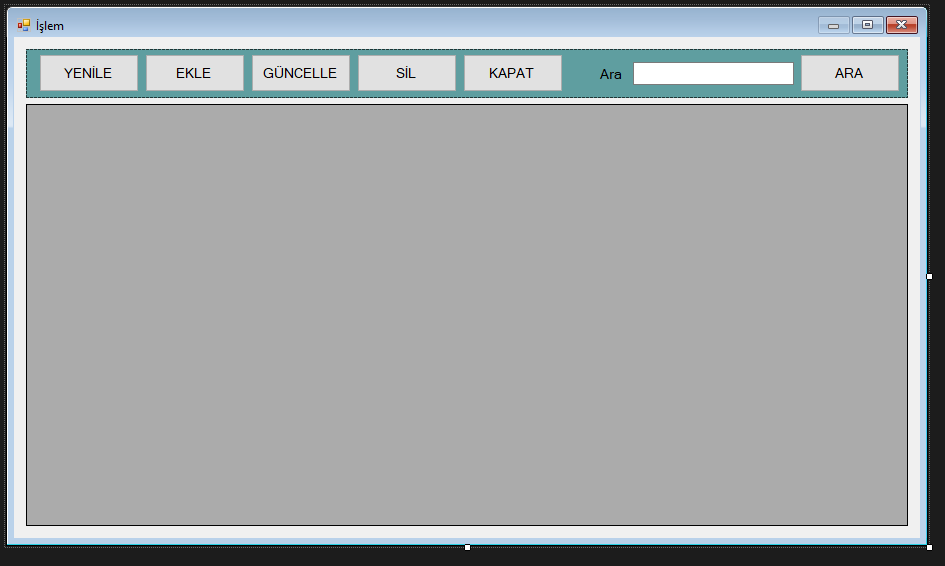 İşlem
YENİLE EKLE GÜNCELLE SİL KAPAT Ara ARA